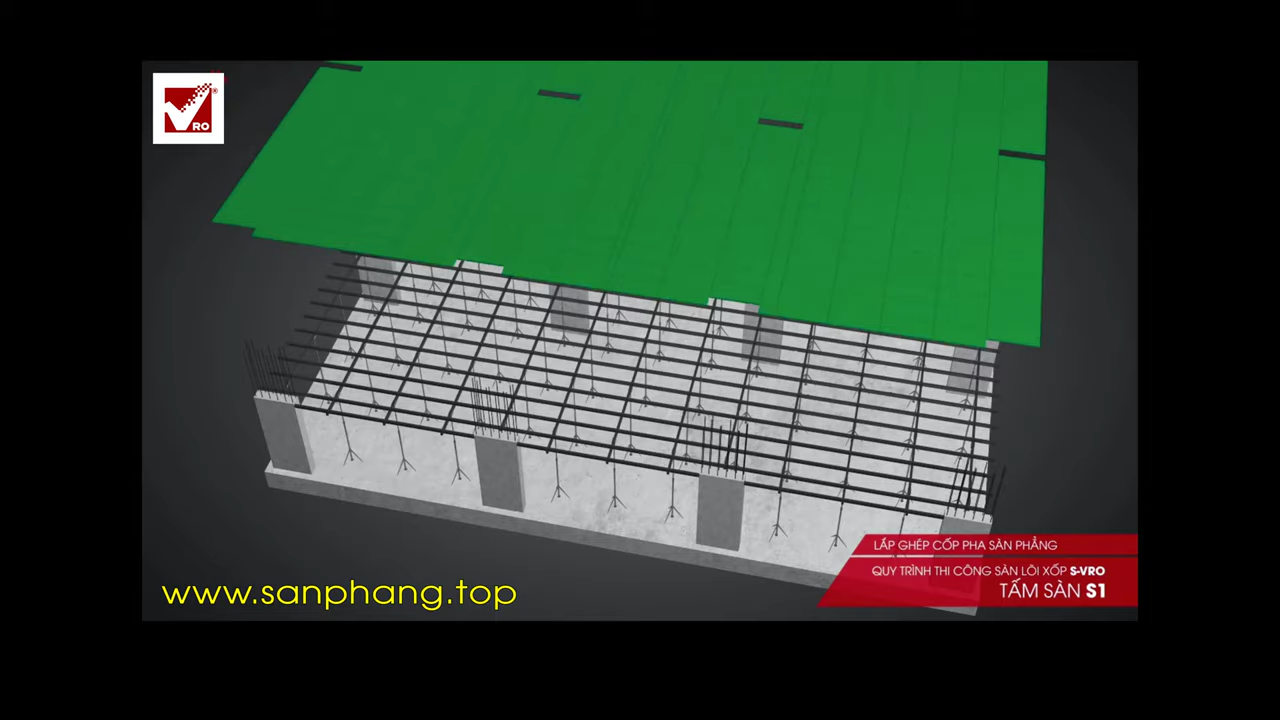 RO
LẮP GHÉP CỐP PHA SÀN PHẲNG
QUY TRÌNH THI CÔNG SÀN LÕI XỐP S-VRO
TẤM SÀN S1
www.sanphang.top